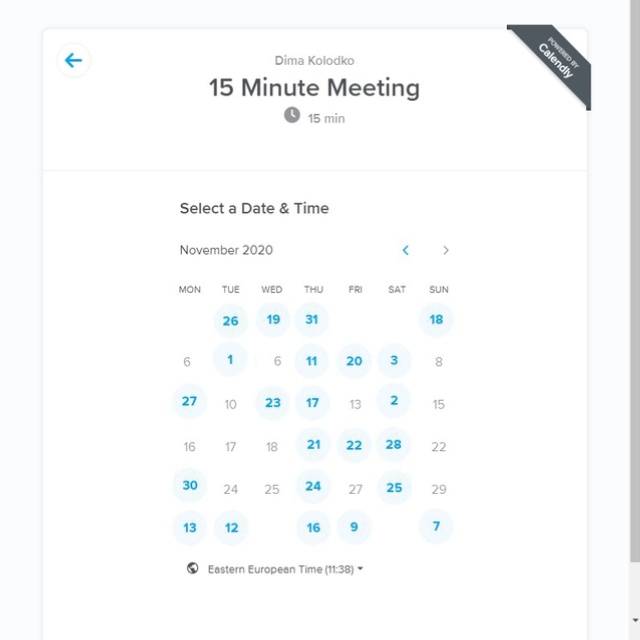 POWERED BY
Calendly
Dima Kolodko
15 Minute Meeting
15 min
Select a Date & Time
November 2020
MON TUE WED THU FRI SAT SUN
26 19 31 18
6 1 6 11 20 3 8
27 10 23 17 13 2 15
16 17 18 21 22 28 22
30 24 25 24 27 25 29
13 12 16 9 7
Eastern European Time (11:38)